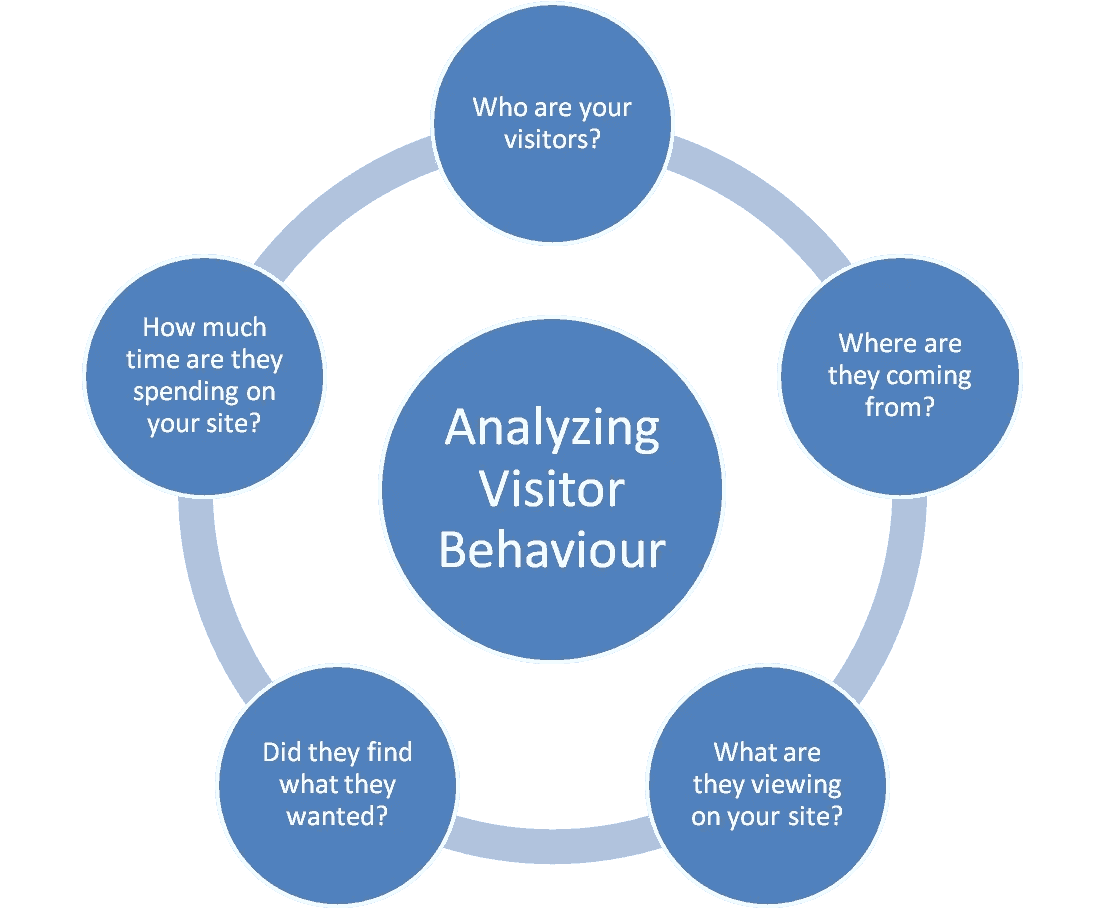 Who are your
visitors?
Where are
they coming
from?
What are
they viewing
on your site?
Did they find
what they
wanted?
How much
time are they
spending on
your site?
Analyzing
Visitor
Behaviour